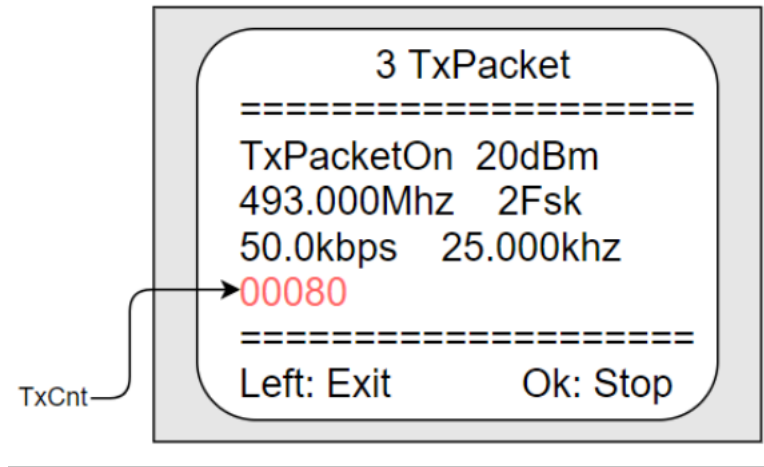 3 TxPacket
====================
TxPacketOn 20dBm
493.000Mhz 2Fsk
50.0kbps 25.000khz
00080
====================
TxCnt
Left: Exit Ok: Stop